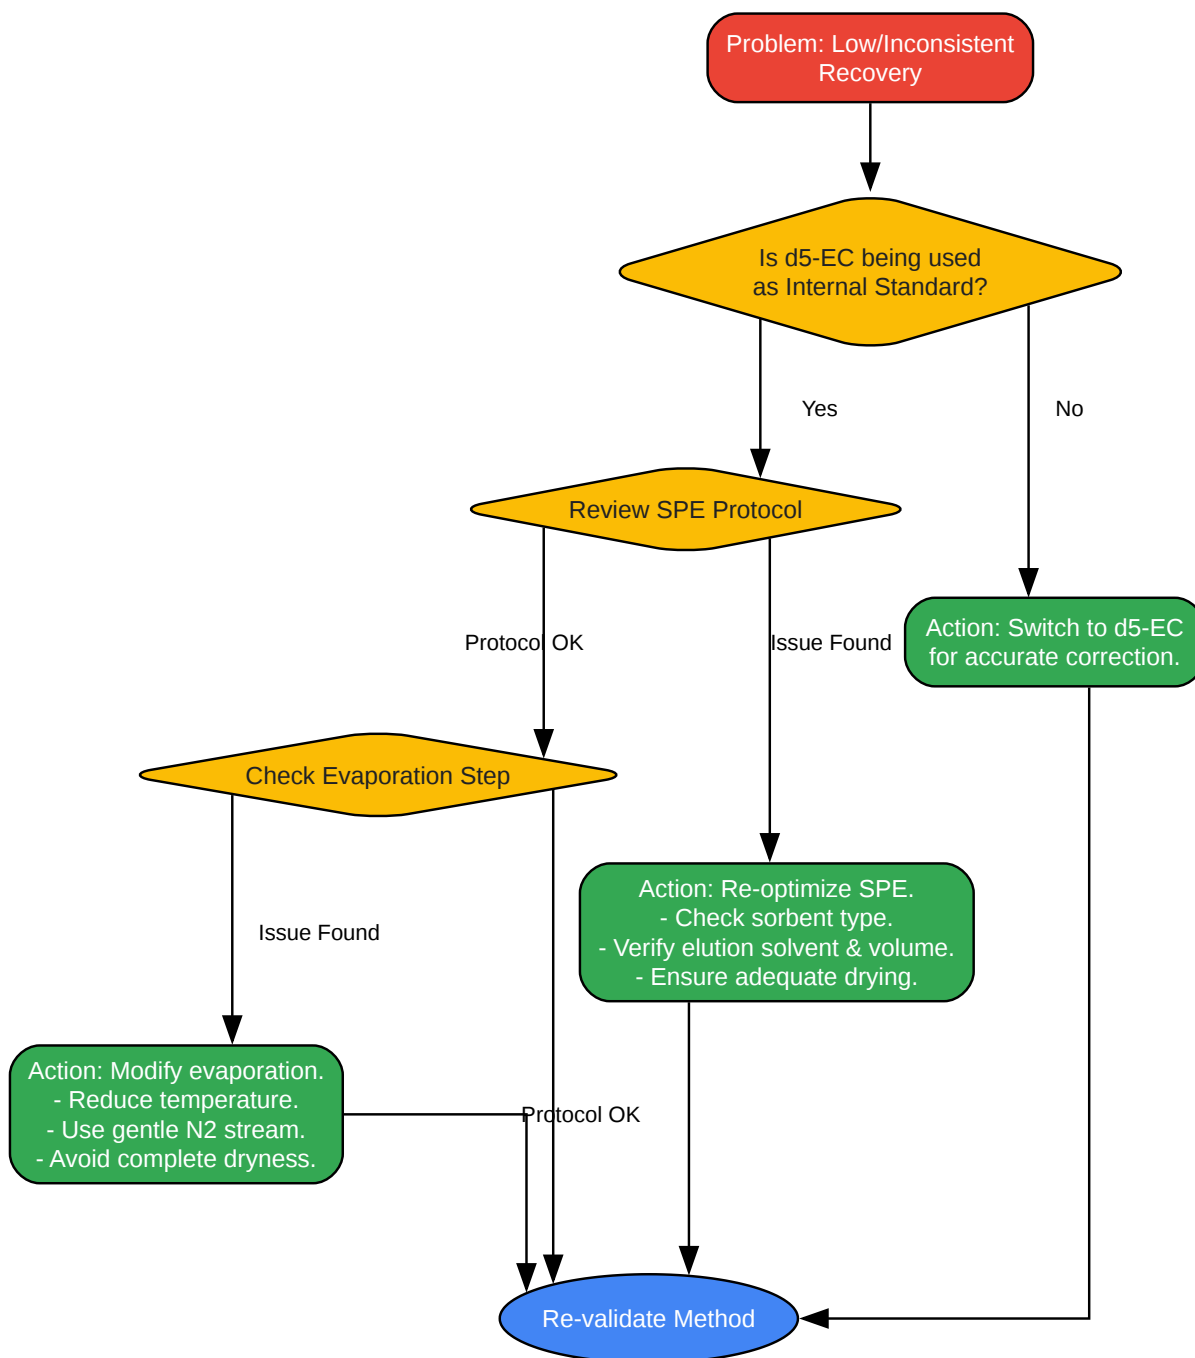 Problem: Low/Inconsistent
Recovery
Is d5-EC being used
as Internal Standard?
Yes
No
Review SPE Protocol
Protocol OK
Issue Found
Action: Switch to d5-EC
for accurate correction.
Check Evaporation Step
Issue Found
Action: Re-optimize SPE.
- Check sorbent type.
- Verify elution solvent & volume.
- Ensure adequate drying.
Action: Modify evaporation.
- Reduce temperature.
- Use gentle N2 stream.
- Avoid complete dryness.
Protocol OK
Re-validate Method